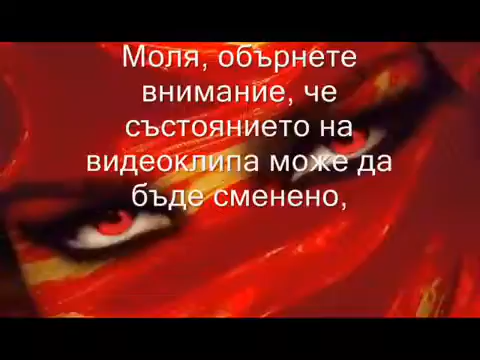 Моля, обърнете
внимание, че
състоянието на
видеоклипа може да
бъде сменено,